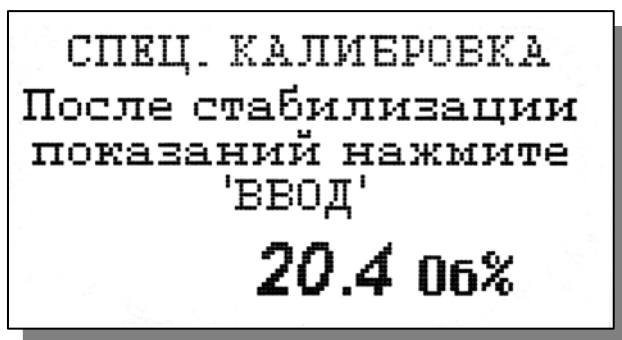 СПЕЦ. КАЛИБРОВКА
После стабилизации
показаний нажмите
'ВВОД'
20.4 Об%